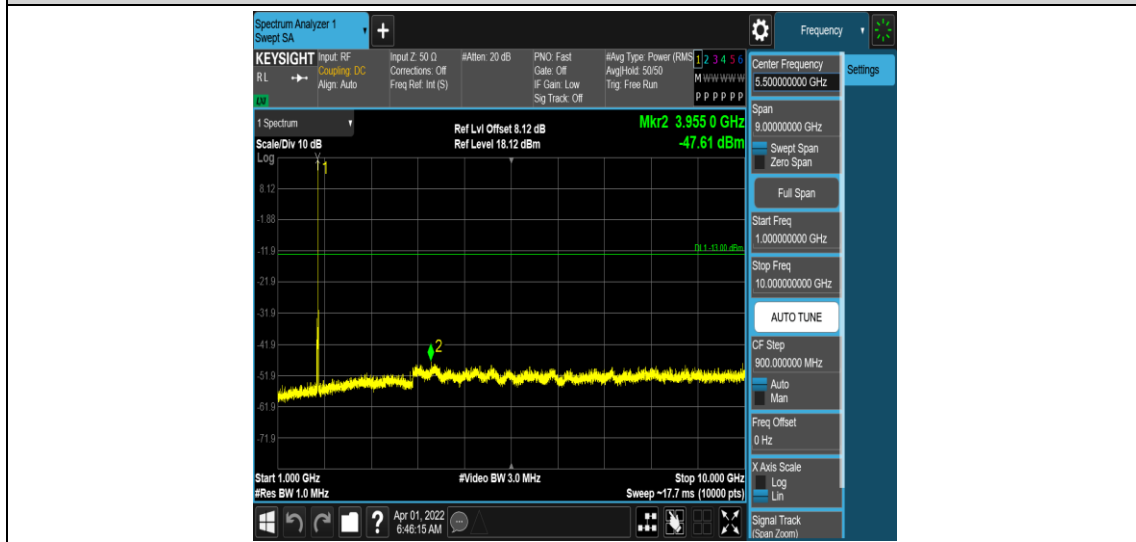 Spectrum Analyzer 1
Swept SA
+
Frequency
KEYSIGHT
RL
LXI
Input: RF
Coupling: DC
Align: Auto
Input Z: 50 Ω
Corrections: Off
Freq Ref: Int (S)
#Atten: 20 dB
PNO: Fast
Gate: Off
IF Gain: Low
Sig Track: Off
#Avg Type: Power (RMS
Avg|Hold: 50/50
Trig: Free Run
1 2 3 4 5 6
M W W W W W
P P P P P P
1 Spectrum
Scale/Div 10 dB
Ref Lvl Offset 8.12 dB
Ref Level 18.12 dBm
Mkr2 3.955 0 GHz
-47.61 dBm
Log
1
8.12
-1.88
-11.9
DL1 -13.00 dBm
-21.9
-31.9
-41.9
2
-51.9
-61.9
-71.9
Start 1.000 GHz
#Res BW 1.0 MHz
#Video BW 3.0 MHz
Stop 10.000 GHz
Sweep ~17.7 ms (10000 pts)
?
Apr 01, 2022
6:46:15 AM
Center Frequency
5.500000000 GHz
Settings
Span
9.00000000 GHz
Swept Span
Zero Span
Full Span
Start Freq
1.000000000 GHz
Stop Freq
10.000000000 GHz
AUTO TUNE
CF Step
900.000000 MHz
Auto
Man
Freq Offset
0 Hz
X Axis Scale
Log
Lin
Signal Track
(Span Zoom)